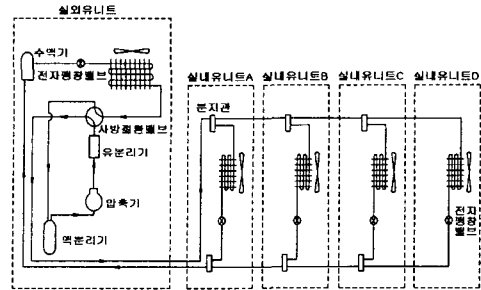 실외유니트
수액기
전자팽창밸브
사방절환밸브
유분리기
압축기
액분리기
실내유니트A
실내유니트B
실내유니트C
실내유니트D
분지관
전자
팽창
밸브